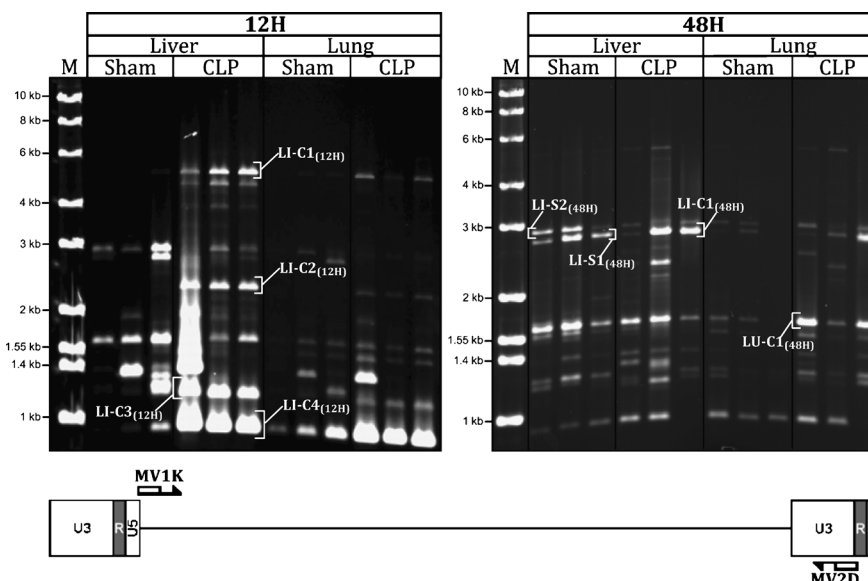 12H
Liver Lung
M Sham CLP Sham CLP
10 kb
8 kb
6 kb
4 kb
3 kb
2 kb
1.55 kb
1.4 kb
1 kb
LI-C1(12H)
LI-C2(12H)
LI-C3(12H)
LI-C4(12H)
48H
Liver Lung
M Sham CLP Sham CLP
10 kb
8 kb
6 kb
4 kb
3 kb
2 kb
1.55 kb
1.4 kb
1 kb
LI-S2(48H)
LI-C1(48H)
LI-S1(48H)
LU-C1(48H)
MV1K
U3 R U5 U3 R
MV2D